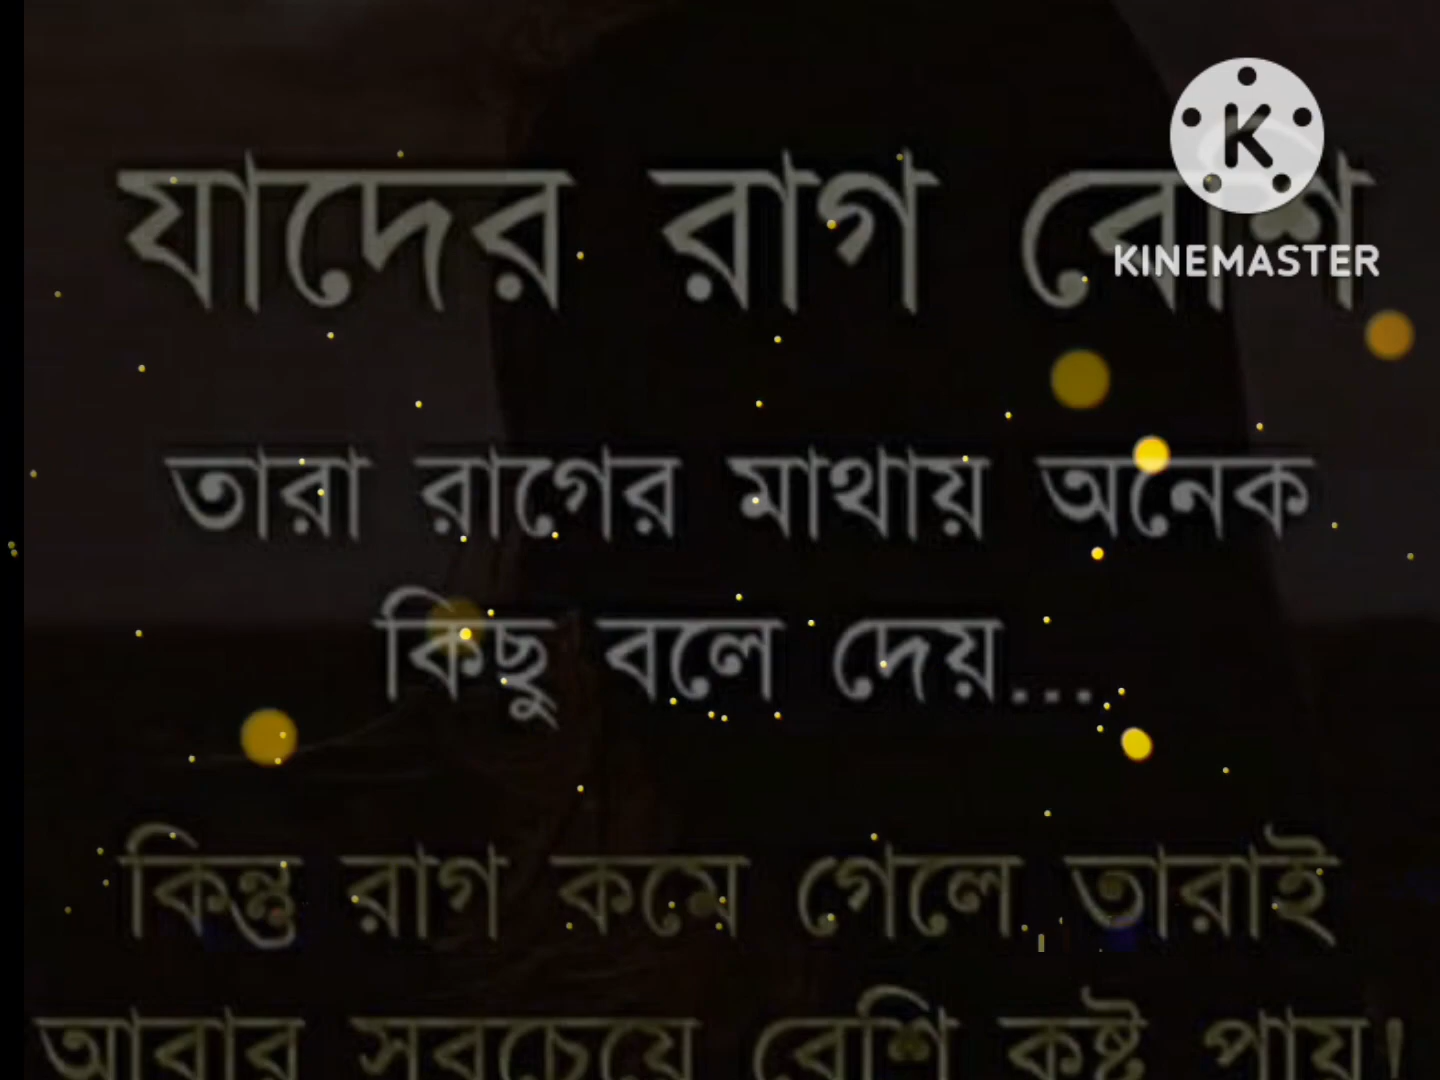 যাদের রাগ বেশি
KINEMASTER
তারা রাগের মাথায় অনেক
কিছু বলে দেয়...
কিন্তু রাগ কমে গেলে তারাই
আবার সবচেয়ে বেশি কষ্ট পায়!